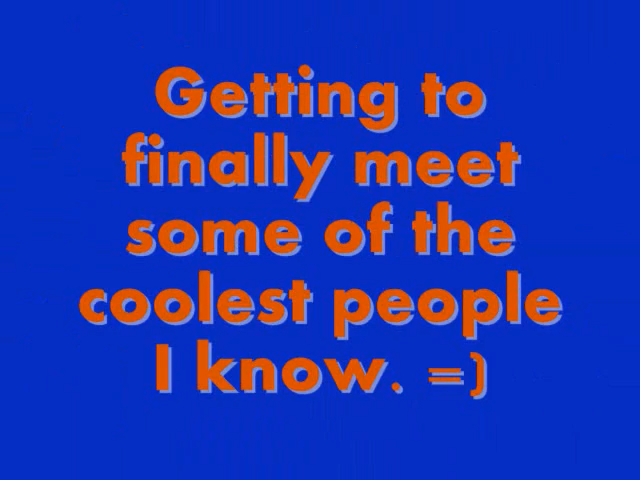 Getting to
finally meet
some of the
coolest people
I know. =)